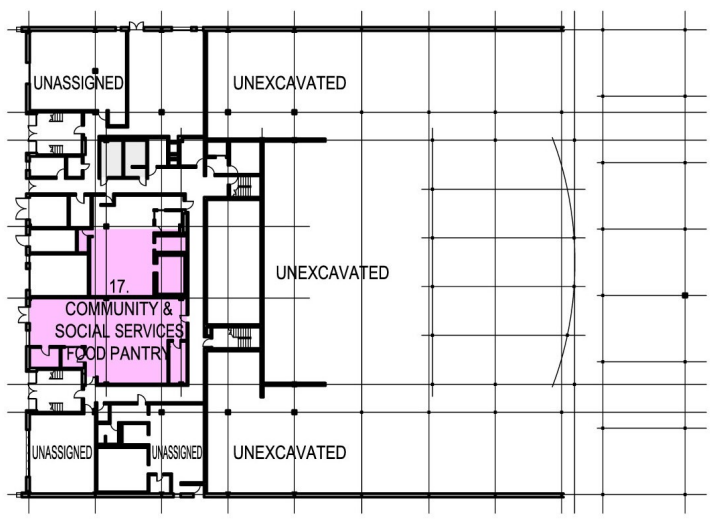 UNASSIGNED
UNEXCAVATED
UNEXCAVATED
17.
COMMUNITY &
SOCIAL SERVICES
FOOD PANTRY
UNASSIGNED
UNASSIGNED
UNEXCAVATED